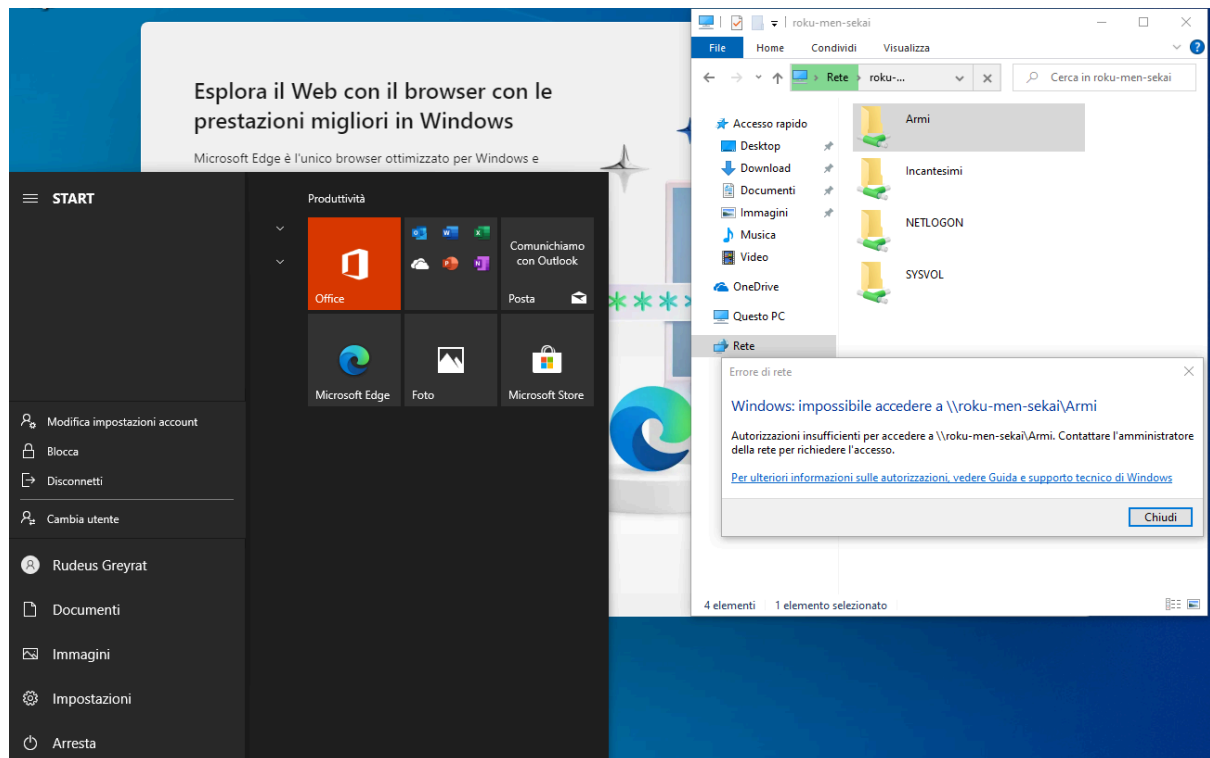 Esplora il Web con il browser con le
prestazioni migliori in Windows
Microsoft Edge è l'unico browser ottimizzato per Windows e
START
Produttività
Office
Comunichiamo
con Outlook
Posta
Microsoft Edge
Foto
Microsoft Store
Modifica impostazioni account
Blocca
Disconnetti
Cambia utente
Rudeus Greyrat
Documenti
Immagini
Impostazioni
Arresta
roku-men-sekai
File Home Condividi Visualizza
Rete roku-...
Cerca in roku-men-sekai
Accesso rapido
Desktop
Download
Documenti
Immagini
Musica
Video
OneDrive
Questo PC
Rete
Armi
Incantesimi
NETLOGON
SYSVOL
Errore di rete
Windows: impossibile accedere a \\roku-men-sekai\Armi
Autorizzazioni insufficienti per accedere a \\roku-men-sekai\Armi. Contattare l'amministratore
della rete per richiedere l'accesso.
Per ulteriori informazioni sulle autorizzazioni, vedere Guida e supporto tecnico di Windows
Chiudi
4 elementi 1 elemento selezionato